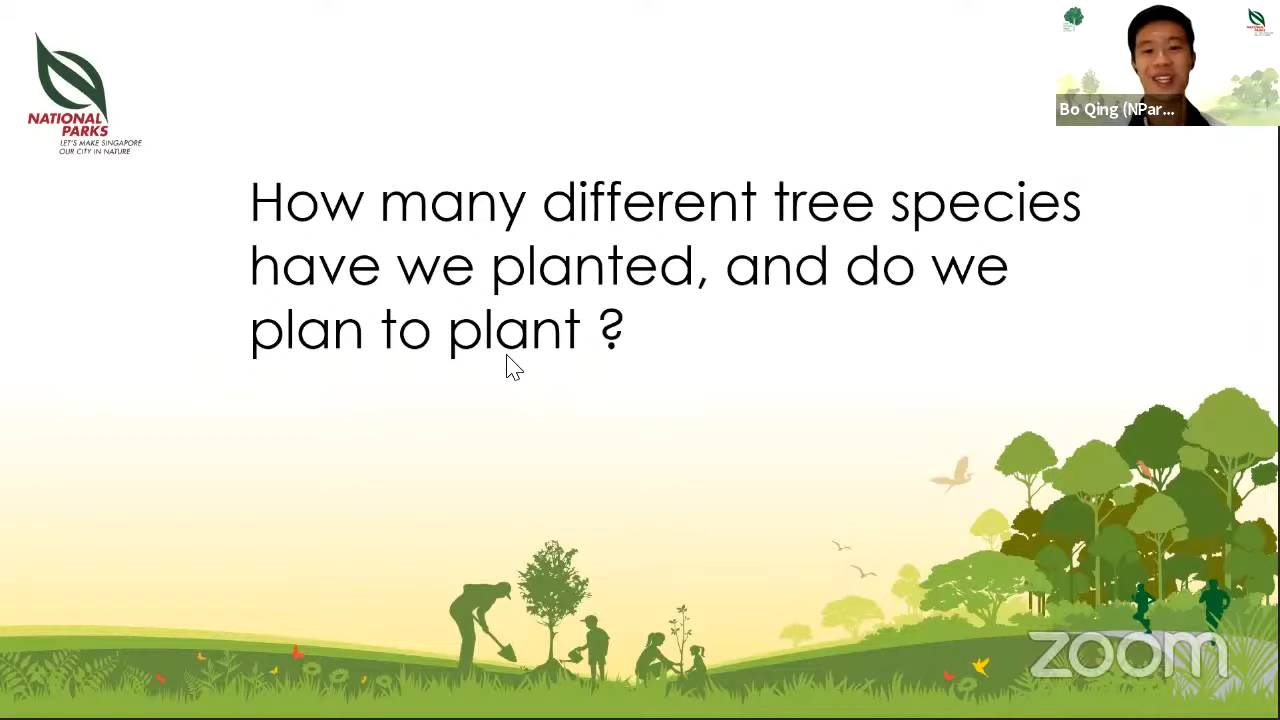 NATIONAL
PARKS
LET'S MAKE SINGAPORE
OUR CITY IN NATURE
Bo Qing (NPar...
How many different tree species
have we planted, and do we
plan to plant ?
zoom